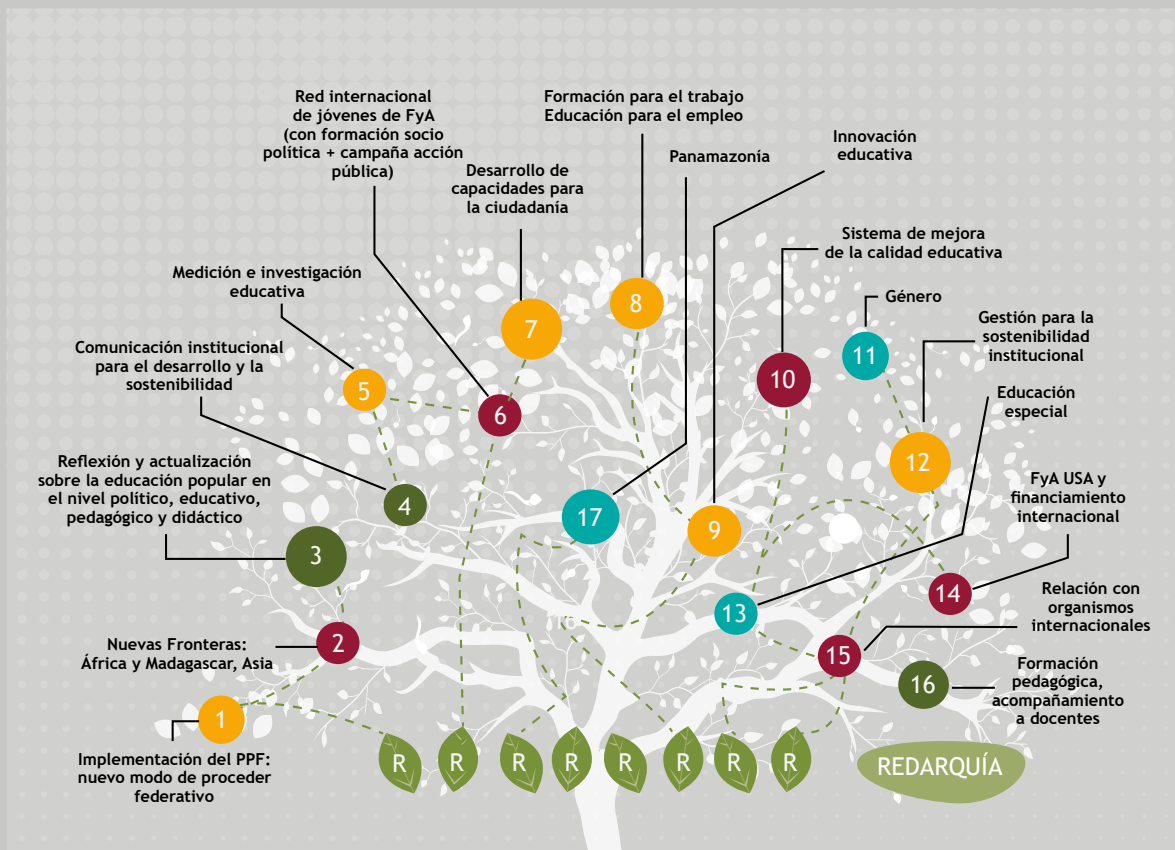 Red internacional
de jóvenes de FyA
(con formación socio
política + campaña acción
pública)
Formación para el trabajo
Educación para el empleo
Innovación
educativa
Panamazonía
Desarrollo de
capacidades para
la ciudadanía
Sistema de mejora
de la calidad educativa
Medición e investigación
educativa
Género
Gestión para la
sostenibilidad
institucional
Comunicación institucional
para el desarrollo y la
sostenibilidad
Educación
especial
Reflexión y actualización
sobre la educación popular en
el nivel político, educativo,
pedagógico y didáctico
FyA USA y
financiamiento
internacional
Relación con
organismos
internacionales
Nuevas Fronteras:
África y Madagascar, Asia
Formación
pedagógica,
acompañamiento
a docentes
Implementación del PPF:
nuevo modo de proceder
federativo
8
7
11
10
5
6
12
4
17
9
3
14
13
2
15
16
1
R
R
R
R
R
R
R
R
REDARQUÍA